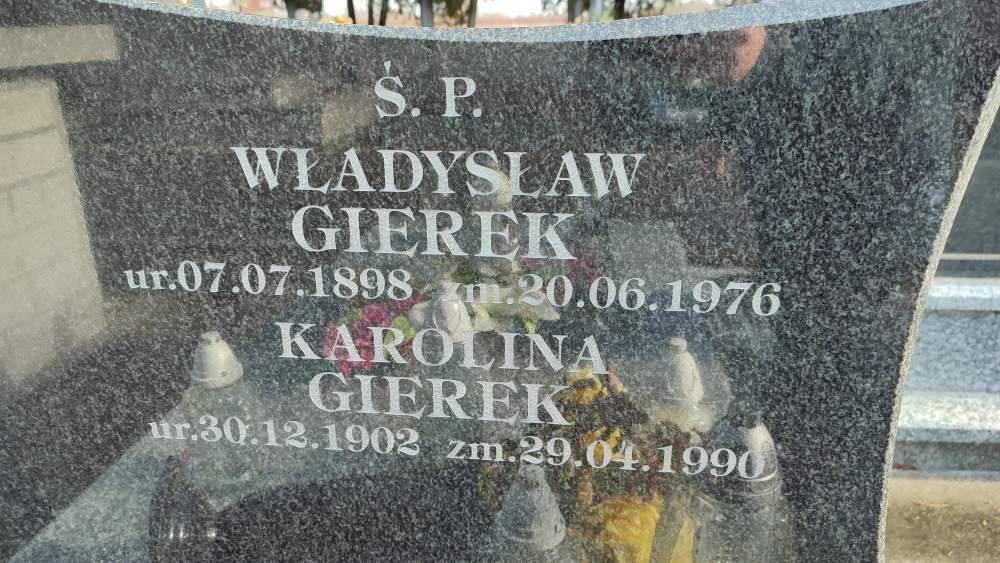 Ś. P.
WŁADYSŁAW
GIEREK
ur.07.07.1898 zm.20.06.1976
KAROLINA
GIEREK
ur.30.12.1902 zm.29.04.1990